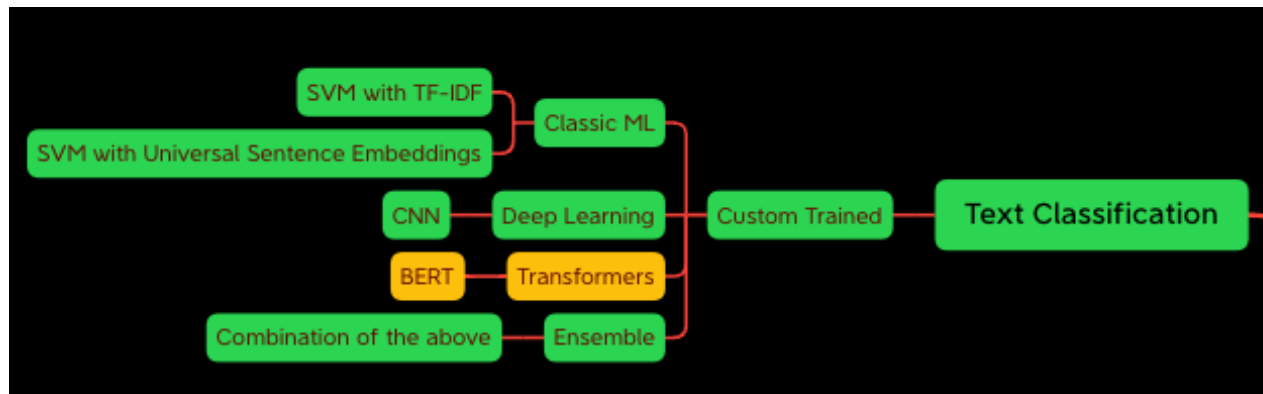 SVM with TF-IDF
Classic ML
SVM with Universal Sentence Embeddings
CNN
Deep Learning
Custom Trained
Text Classification
BERT
Transformers
Combination of the above
Ensemble